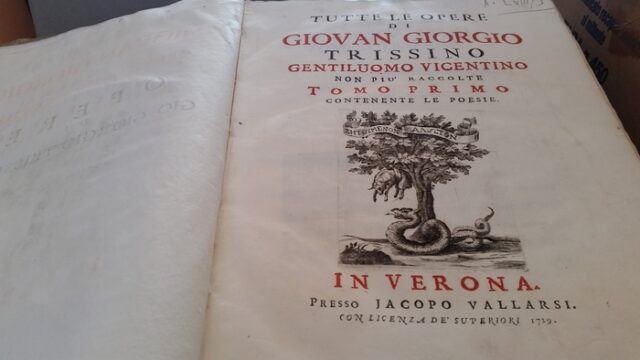 TUTTE LE OPERE
DI
GIOVAN GIORGIO
TRISSINO
GENTILUOMO VICENTINO
NON PIU' RACCOLTE
TOMO PRIMO
CONTENENTE LE POESIE.
IN VERONA.
PRESSO JACOPO VALLARSI.
CON LICENZA DE' SUPERIORI 1729.